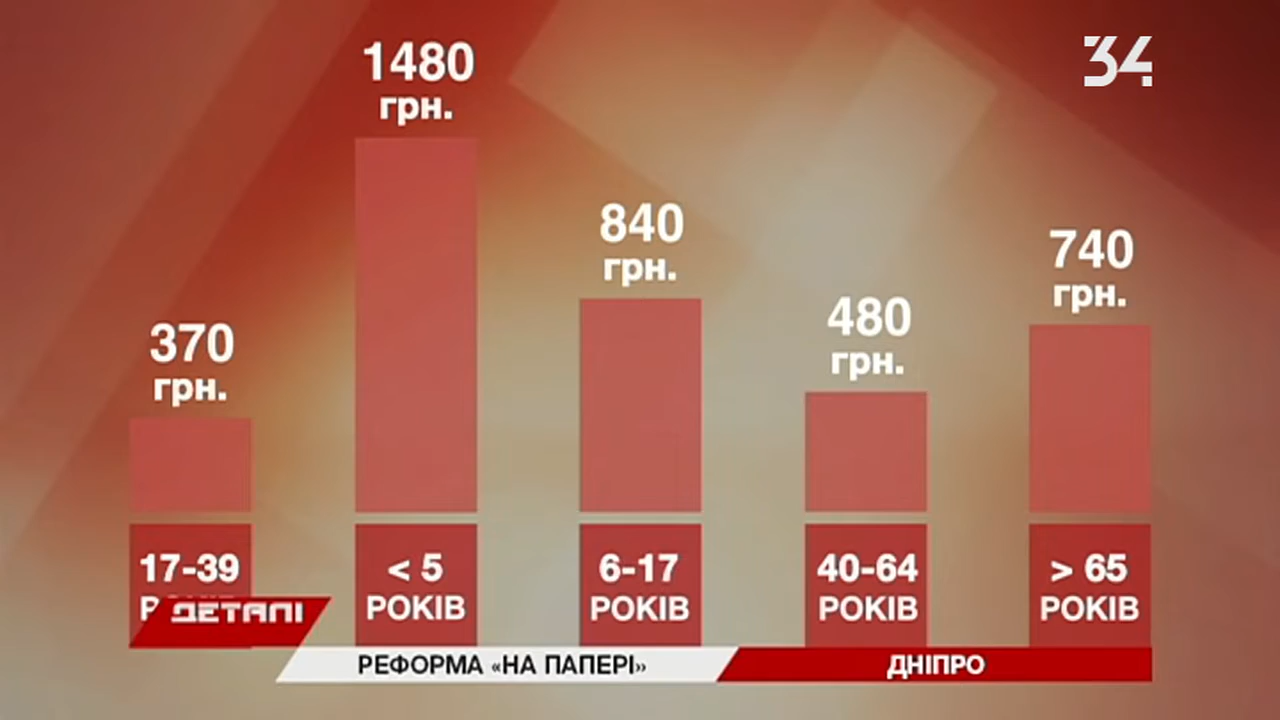 34
1480
грн.
840
грн.
740
грн.
480
грн.
370
грн.
17-39
< 5
РОКІВ
6-17
РОКІВ
40-64
РОКІВ
> 65
РОКІВ
ДЕТАЛІ
РЕФОРМА «НА ПАПЕРІ»
ДНІПРО